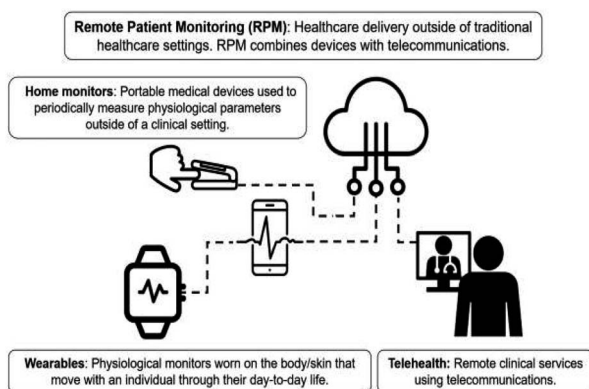 Remote Patient Monitoring (RPM): Healthcare delivery outside of traditional
healthcare settings. RPM combines devices with telecommunications.
Home monitors: Portable medical devices used to
periodically measure physiological parameters
outside of a clinical setting.
Wearables: Physiological monitors worn on the body/skin that
move with an individual through their day-to-day life.
Telehealth: Remote clinical services
using telecommunications.